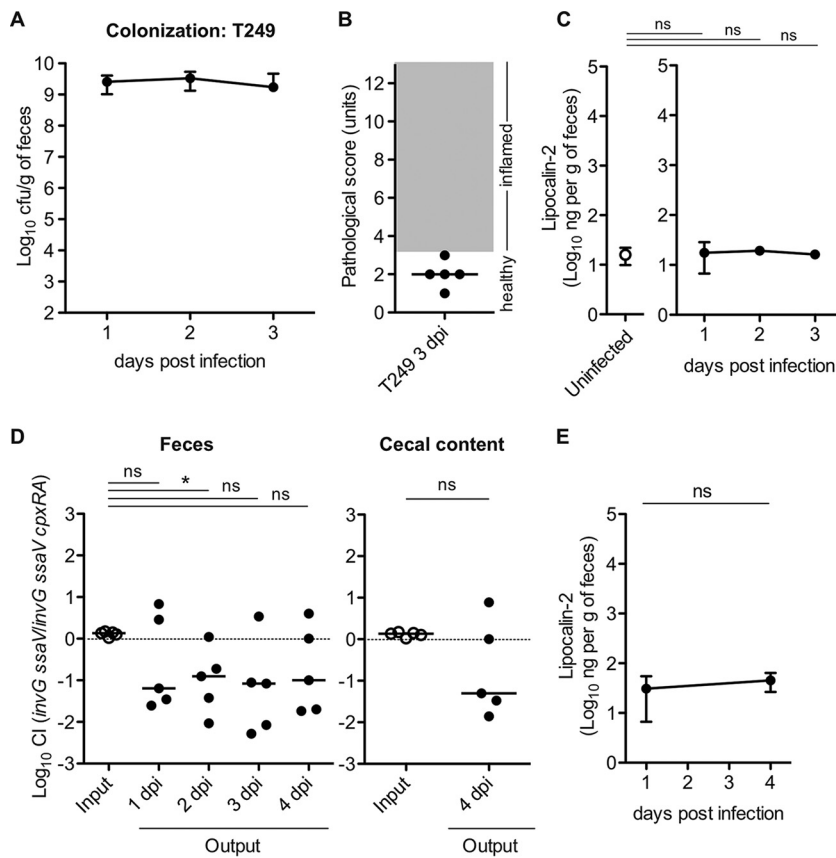 A
Colonization: T249
Log10 cfu/g of feces
10
9
8
7
6
5
4
3
2
1
2
3
days post infection
B
Pathological score (units)
12
10
8
6
4
2
0
healthy
inflamed
T249 3 dpi
C
ns
ns
ns
Lipocalin-2
(Log10 ng per g of feces)
5
4
3
2
1
0
Uninfected
5
4
3
2
1
0
1
2
3
days post infection
D
Feces
ns
*
ns
ns
Log10 CI (invG ssaV/invG ssaV cpxRA)
3
2
1
0
-1
-2
-3
Input
1 dpi
2 dpi
3 dpi
4 dpi
Output
Cecal content
ns
3
2
1
0
-1
-2
-3
Input
4 dpi
Output
E
ns
Lipocalin-2
(Log10 ng per g of feces)
5
4
3
2
1
0
1
2
3
4
days post infection